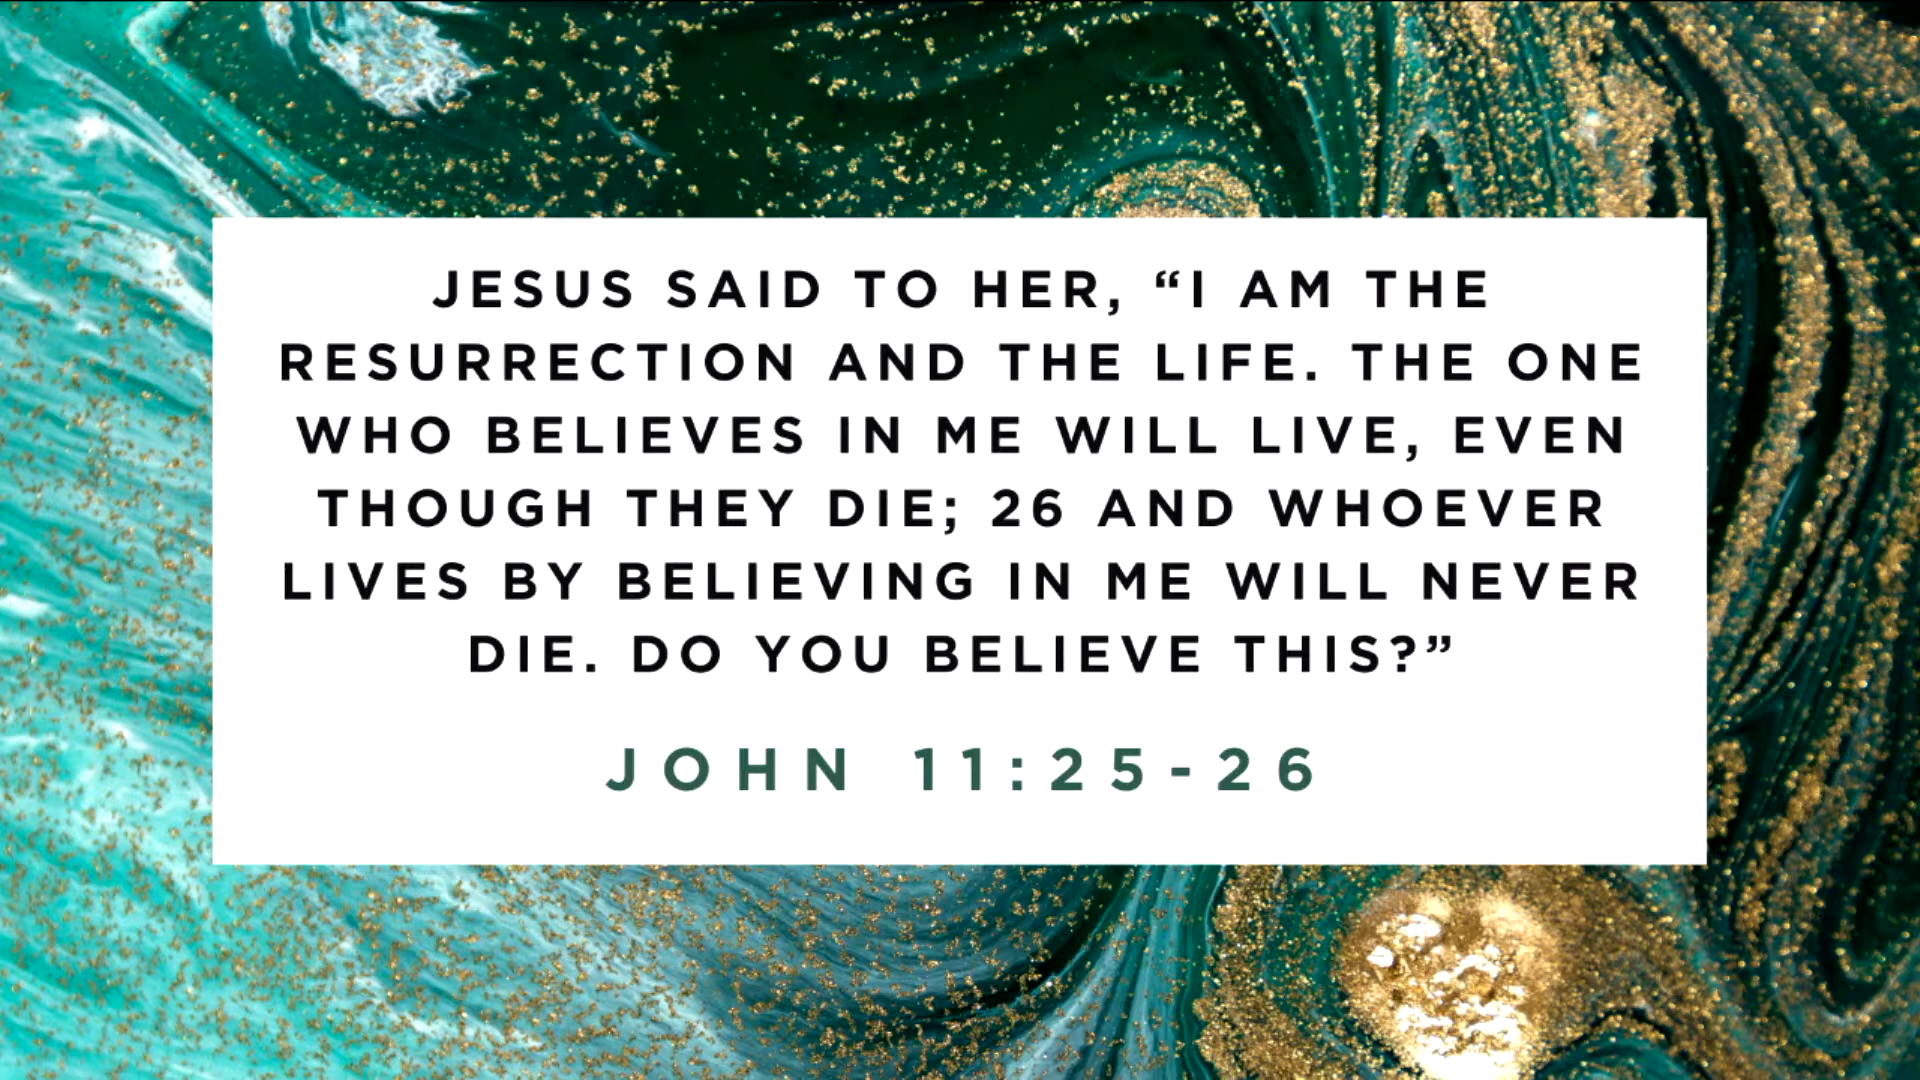 JESUS SAID TO HER, “I AM THE
RESURRECTION AND THE LIFE. THE ONE
WHO BELIEVES IN ME WILL LIVE, EVEN
THOUGH THEY DIE; 26 AND WHOEVER
LIVES BY BELIEVING IN ME WILL NEVER
DIE. DO YOU BELIEVE THIS?”
JOHN 11:25-26